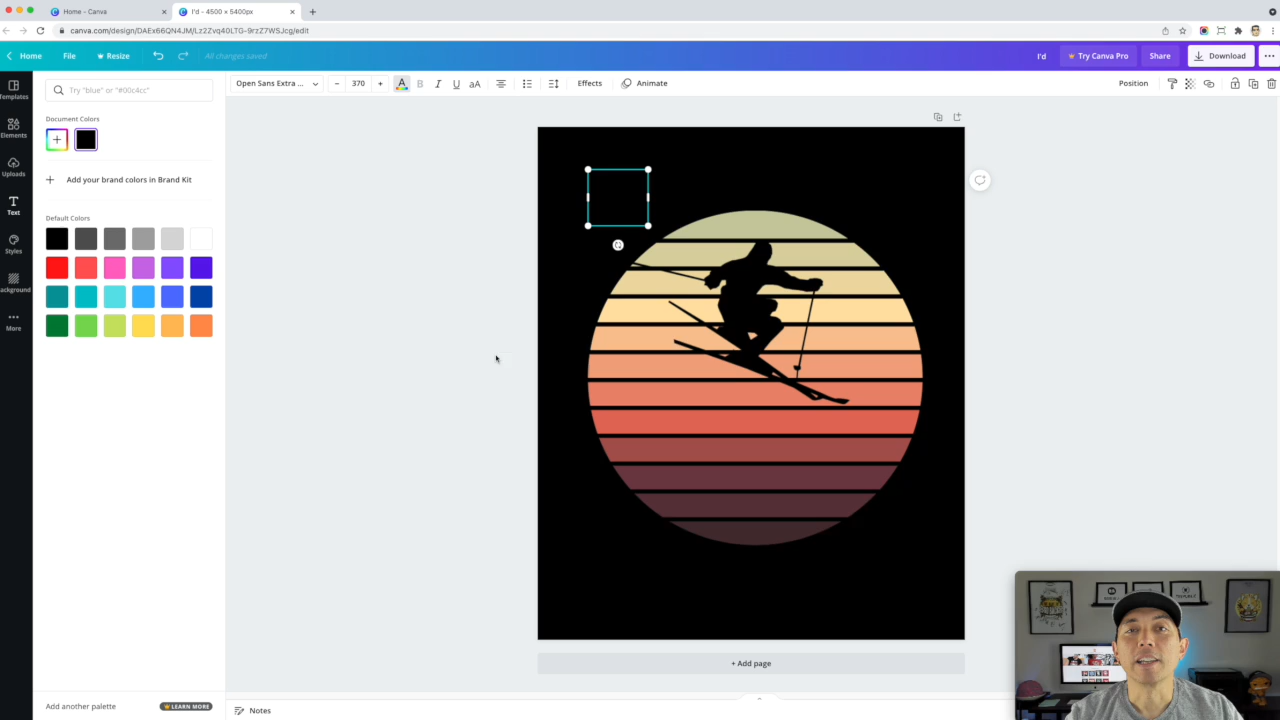 Home - Canva
I'd - 4500 × 5400px
canva.com/design/DAEx66QN4JM/Lz2Zvq40LTG-9rzZ7WSJcg/edit
Home
File
Resize
All changes saved
I'd
Try Canva Pro
Share
Download
Templates
Elements
Uploads
Text
Styles
ackground
More
Try "blue" or "#00c4cc"
Document Colors
Add your brand colors in Brand Kit
Default Colors
Add another palette
LEARN MORE
Open Sans Extra ...
370
A
B
I
U
aA
Effects
Animate
Position
+ Add page
Notes